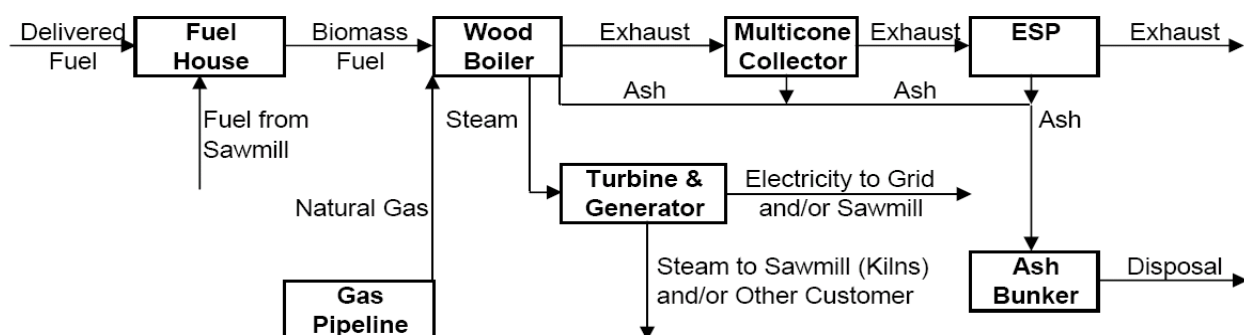 Delivered
Fuel
Fuel
House
Biomass
Fuel
Wood
Boiler
Exhaust
Multicone
Collector
Exhaust
ESP
Exhaust
Ash
Ash
Ash
Fuel from
Sawmill
Steam
Natural Gas
Turbine &
Generator
Electricity to Grid
and/or Sawmill
Steam to Sawmill (Kilns)
and/or Other Customer
Ash
Bunker
Disposal
Gas
Pipeline